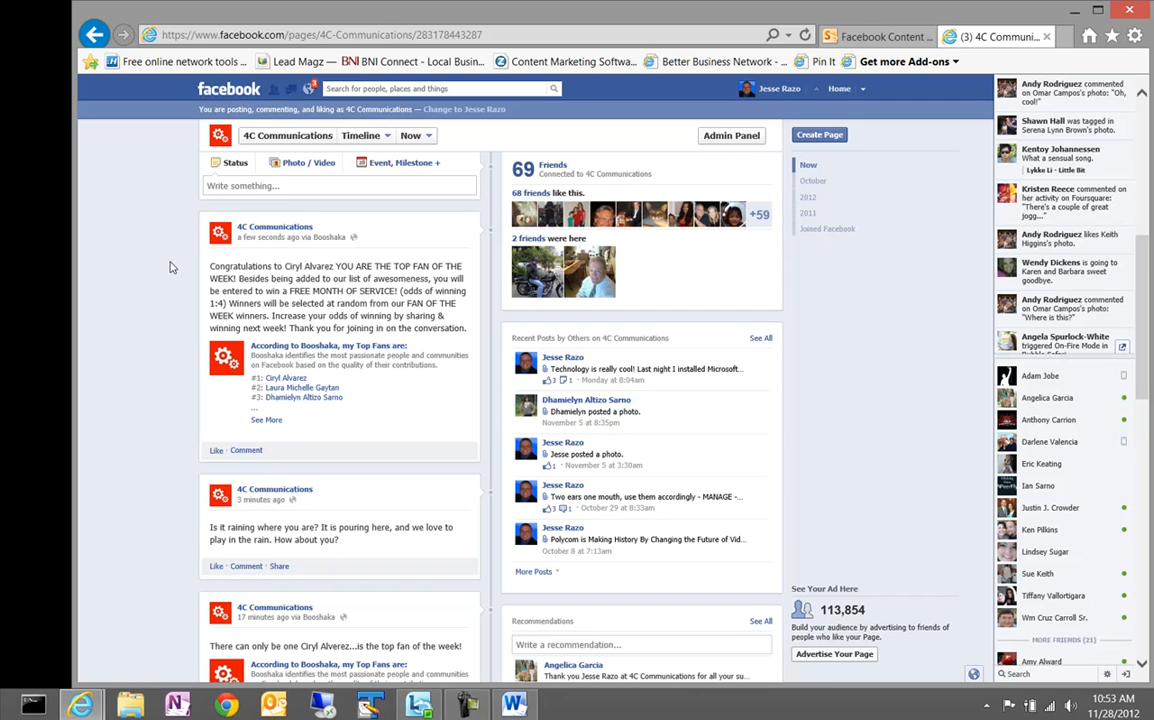 https://www.facebook.com/pages/4C-Communications/283178443287
Facebook Content ...
(3) 4C Communi... ×
Free online network tools ...
Lead Magz
BNI BNI Connect - Local Busin...
Content Marketing Softwa...
Better Business Network - ...
Pin It
Get more Add-ons
facebook
3
Search for people, places and things
Jesse Razo
Home
You are posting, commenting, and liking as 4C Communications — Change to Jesse Razo
4C Communications
Timeline
Now
Admin Panel
Create Page
Status
Photo / Video
Event, Milestone +
Write something...
4C Communications
a few seconds ago via Booshaka
Congratulations to Ciryl Alvarez YOU ARE THE TOP FAN OF THE
WEEK! Besides being added to our list of awesomeness, you will
be entered to win a FREE MONTH OF SERVICE! (odds of winning
1:4) Winners will be selected at random from our FAN OF THE
WEEK winners. Increase your odds of winning by sharing &
winning next week! Thank you for joining in on the conversation.
According to Booshaka, my Top Fans are:
Booshaka identifies the most passionate people and communities
on Facebook based on the quality of their contributions.
#1: Ciryl Alvarez
#2: Laura Michelle Gaytan
#3: Dhamielyn Altizo Sarno
...
See More
Like · Comment
4C Communications
3 minutes ago
Is it raining where you are? It is pouring here, and we love to
play in the rain. How about you?
Like · Comment · Share
4C Communications
17 minutes ago via Booshaka
There can only be one Ciryl Alverez...is the top fan of the week!
According to Booshaka, my Top Fans are:
Booshaka identifies the most passionate people and communities
69 Friends
Connected to 4C Communications
68 friends like this.
+59
2 friends were here
Recent Posts by Others on 4C Communications
See All
Jesse Razo
Technology is really cool! Last night I installed Microsoft...
3 1 · Monday at 8:04am
Dhamielyn Altizo Sarno
Dhamielyn posted a photo.
November 5 at 8:35pm
Jesse Razo
Jesse posted a photo.
1 · November 5 at 3:30am
Jesse Razo
Two ears one mouth, use them accordingly - MANAGE -...
3 1 · October 29 at 8:33am
Jesse Razo
Polycom is Making History By Changing the Future of Vid...
October 8 at 7:13am
More Posts
Recommendations
See All
Write a recommendation...
Angelica Garcia
Thank you Jesse Razo at 4C Communications for all your su...
Now
October
2012
2011
Joined Facebook
See Your Ad Here
113,854
Build your audience by advertising to friends of
people who like your Page.
Advertise Your Page
Andy Rodriguez commented
on Omar Campos's photo: "Oh,
cool!"
Shawn Hall was tagged in
Serena Lynn Brown's photo.
Kentoy Johannessen
What a sensual song.
Lykke Li - Little Bit
Kristen Reece commented on
her activity on Foursquare:
"There's a couple of great
jogg..."
Andy Rodriguez likes Keith
Higgins's photo.
Wendy Dickens is going to
Karen and Barbara sweet
goodbye.
Andy Rodriguez commented
on Omar Campos's photo:
"Where is this?"
Angela Spurlock-White
triggered On-Fire Mode in
Adam Jobe
Angelica Garcia
Anthony Carrion
Darlene Valencia
Eric Keating
Ian Sarno
Justin J. Crowder
Ken Pilkins
Lindsey Sugar
Sue Keith
Tiffany Vallortigara
Wm Cruz Carroll Sr.
MORE FRIENDS (21)
Amy Alward
Search
10:53 AM
11/28/2012